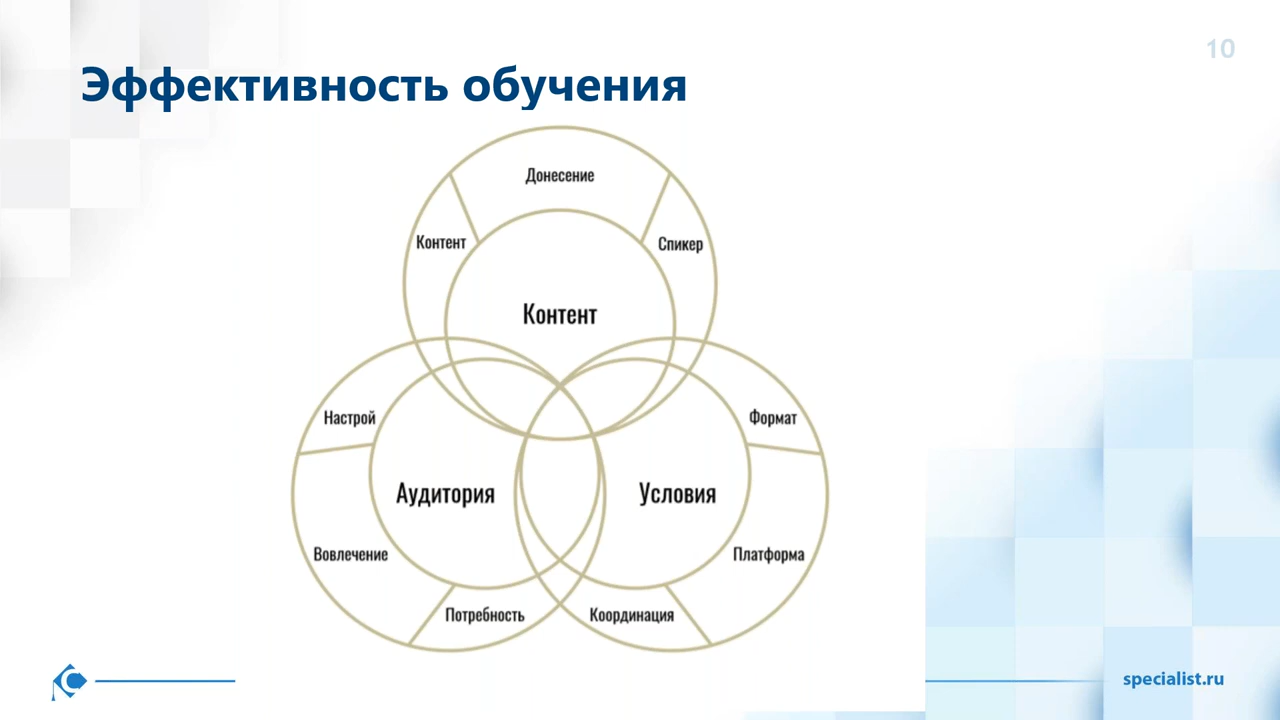 10
Эффективность обучения
Донесение
Контент
Спикер
Контент
Настрой
Формат
Аудитория
Условия
Вовлечение
Платформа
Потребность
Координация
specialist.ru